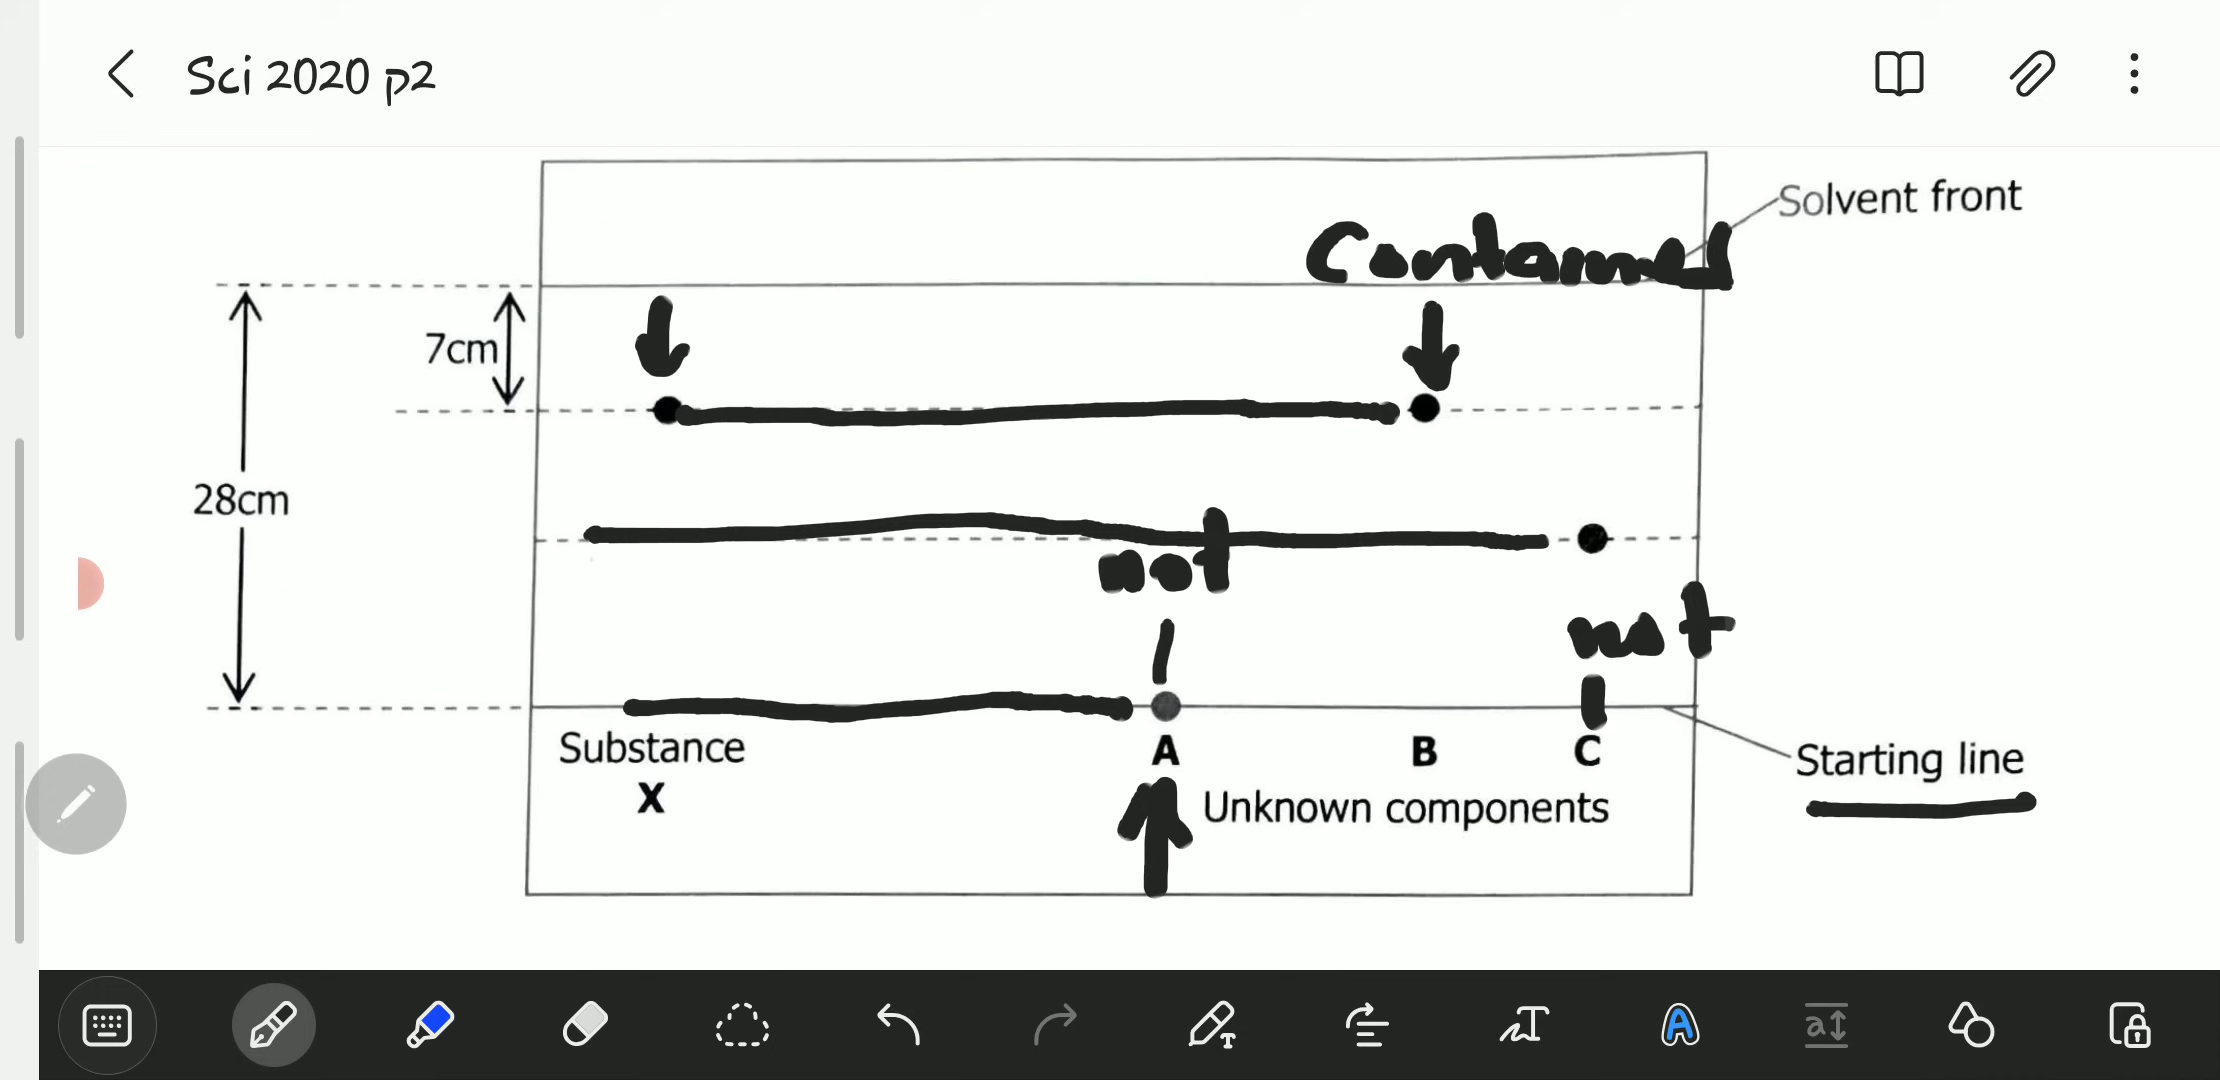 Sci 2020 p2
Solvent front
Contained
7cm
28cm
not
not
Substance
X
A
B
C
Unknown components
Starting line